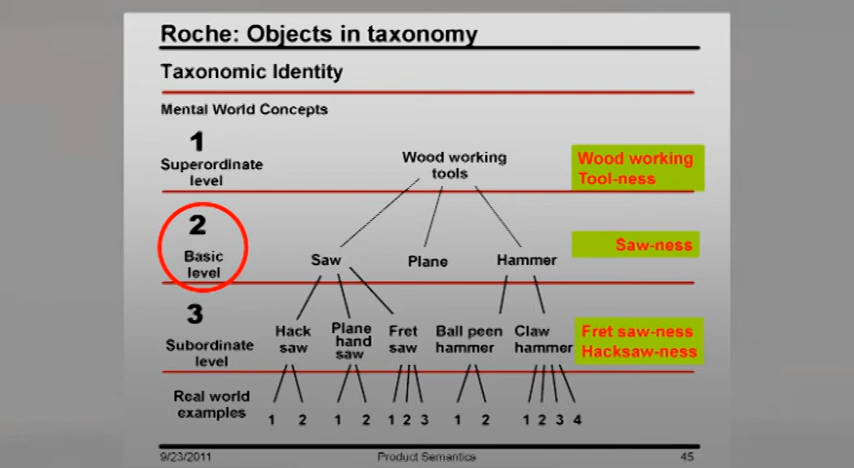 Roche: Objects in taxonomy
Taxonomic Identity
Mental World Concepts
1
Superordinate
level
Wood working
tools
Wood working
Tool-ness
2
Basic
level
Saw
Plane
Hammer
Saw-ness
3
Subordinate
level
Hack
saw
Plane
hand
saw
Fret
saw
Ball peen
hammer
Claw
hammer
Fret saw-ness
Hacksaw-ness
Real world
examples
1 2 1 2 1 2 3 1 2 1 2 3 4
9/23/2011 Product Semantics 45